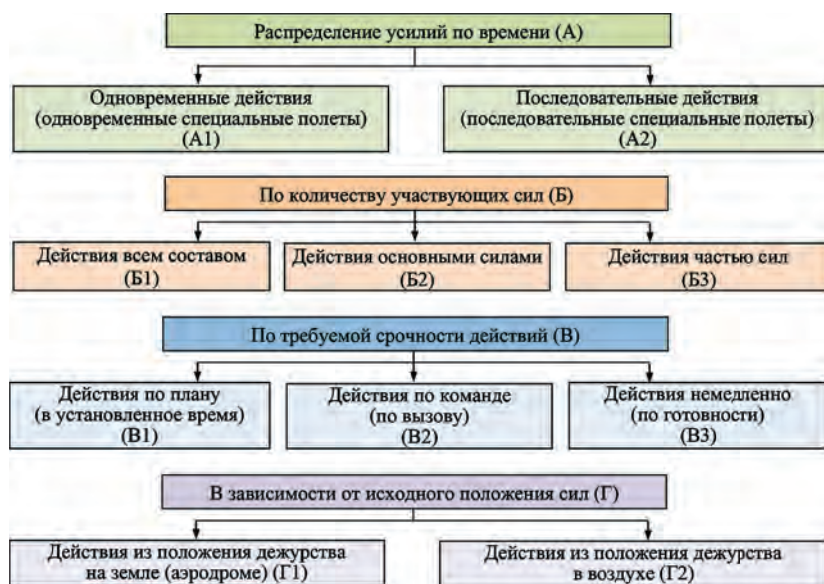 Распределение усилий по времени (А)
Одновременные действия
(одновременные специальные полеты)
(А1)
Последовательные действия
(последовательные специальные полеты)
(А2)
По количеству участвующих сил (Б)
Действия всем составом
(Б1)
Действия основными силами
(Б2)
Действия частью сил
(Б3)
По требуемой срочности действий (В)
Действия по плану
(в установленное время)
(В1)
Действия по команде
(по вызову)
(В2)
Действия немедленно
(по готовности)
(В3)
В зависимости от исходного положения сил (Г)
Действия из положения дежурства
на земле (аэродроме) (Г1)
Действия из положения дежурства
в воздухе (Г2)